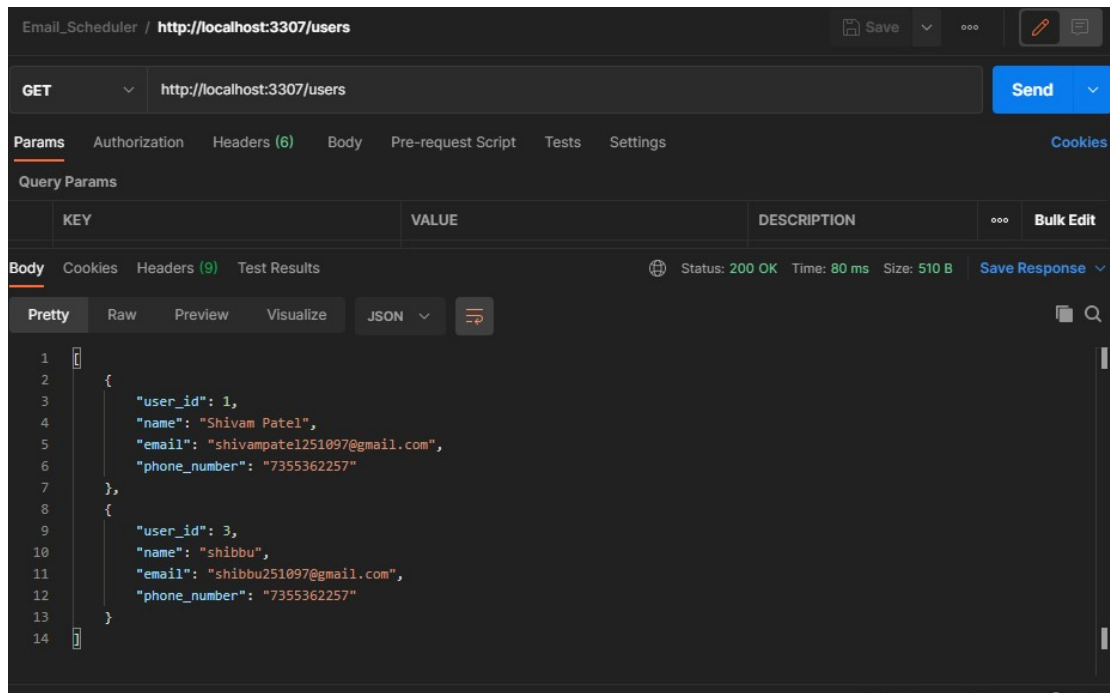 Email_Scheduler / http://localhost:3307/users
Save
GET http://localhost:3307/users Send
Params Authorization Headers (6) Body Pre-request Script Tests Settings Cookies
Query Params
KEY VALUE DESCRIPTION Bulk Edit
Body Cookies Headers (9) Test Results Status: 200 OK Time: 80 ms Size: 510 B Save Response
Pretty Raw Preview Visualize JSON
1 [
2 {
3 "user_id": 1,
4 "name": "Shivam Patel",
5 "email": "shivampatel251097@gmail.com",
6 "phone_number": "7355362257"
7 },
8 {
9 "user_id": 3,
10 "name": "shibbu",
11 "email": "shibbu251097@gmail.com",
12 "phone_number": "7355362257"
13 }
14 ]